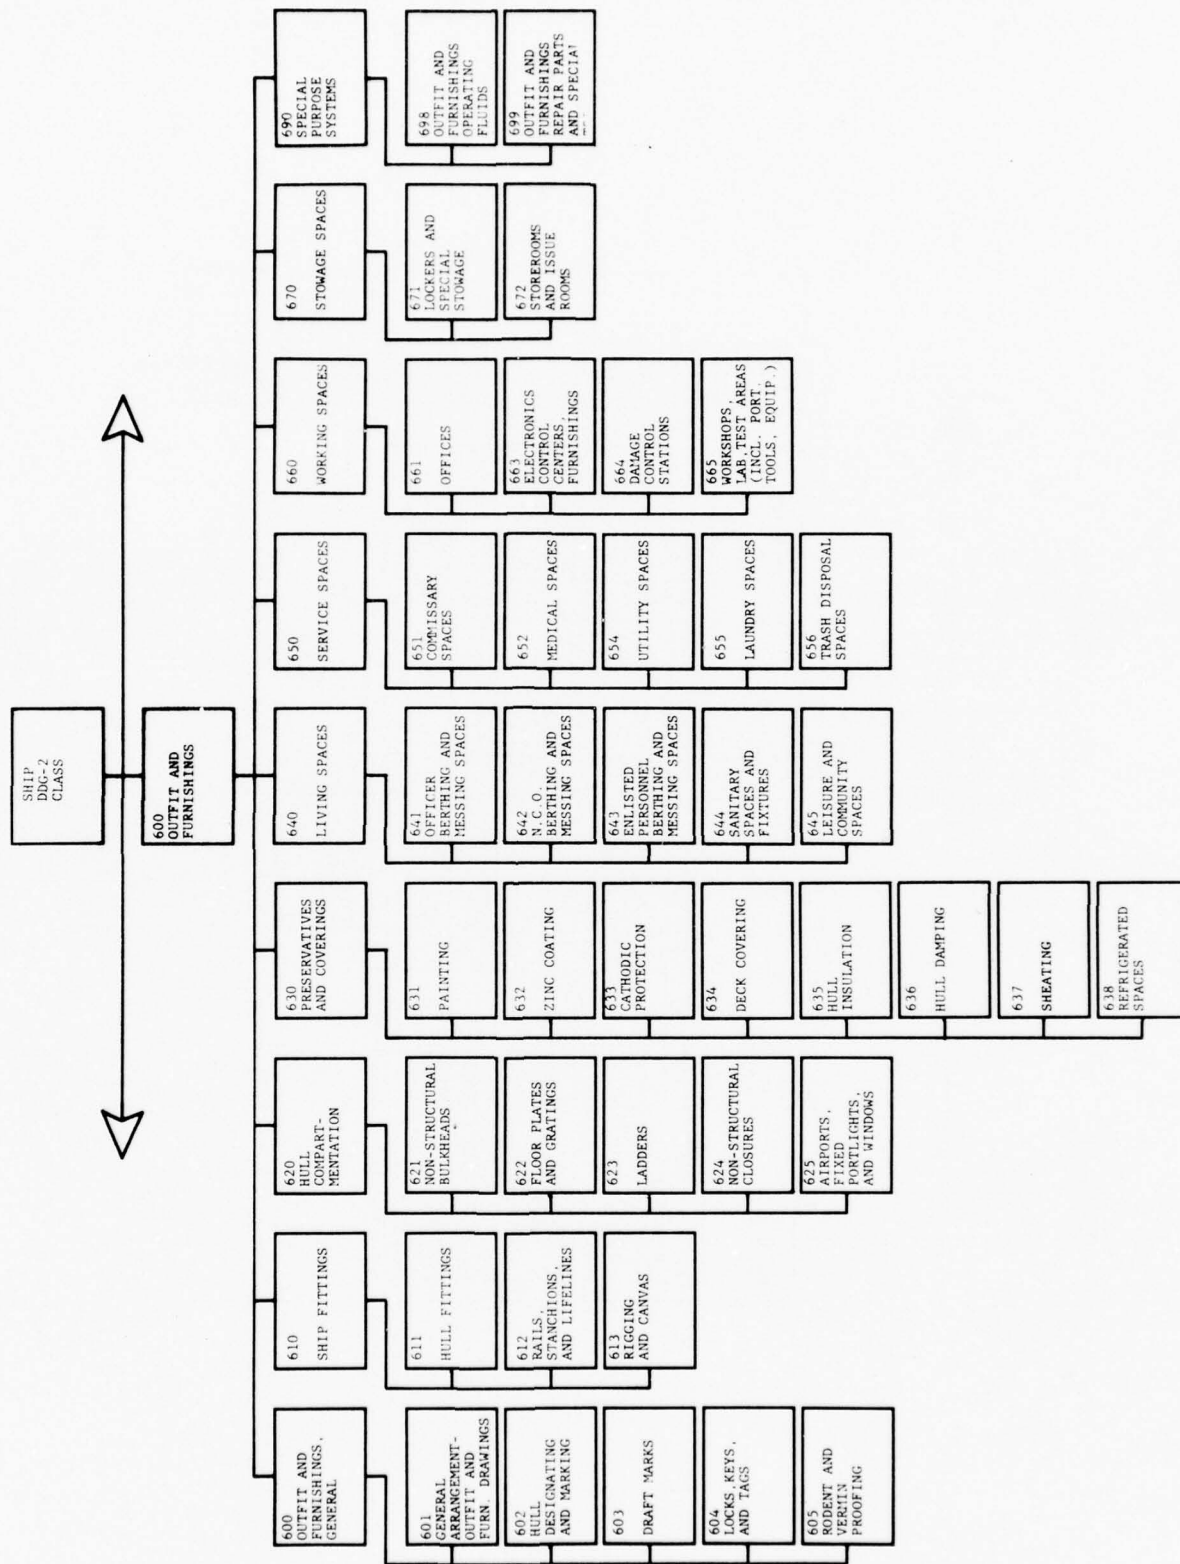 SHIP
DDG-2
CLASS
600
OUTFIT AND
FURNISHINGS
600
OUTFIT AND
FURNISHINGS,
GENERAL
601
GENERAL
ARRANGEMENT-
OUTFIT AND
FURN. DRAWINGS
602
HULL
DESIGNATING
AND MARKING
603
DRAFT MARKS
604
LOCKS, KEYS,
AND TAGS
605
RODENT AND
VERMIN
PROOFING
610
SHIP FITTINGS
611
HULL FITTINGS
612
RAILS,
STANCHIONS,
AND LIFELINES
613
RIGGING
AND CANVAS
620
HULL
COMPART-
MENTATION
621
NON-STRUCTURAL
BULKHEADS
622
FLOOR PLATES
AND GRATINGS
623
LADDERS
624
NON-STRUCTURAL
CLOSURES
625
AIRPORTS,
FIXED
PORTLIGHTS,
AND WINDOWS
630
PRESERVATIVES
AND COVERINGS
631
PAINTING
632
ZINC COATING
633
CATHODIC
PROTECTION
634
DECK COVERING
635
HULL
INSULATION
636
HULL DAMPING
637
SHEATING
638
REFRIGERATED
SPACES
640
LIVING SPACES
641
OFFICER
BERTHING AND
MESSING SPACES
642
N.C.O.
BERTHING AND
MESSING SPACES
643
ENLISTED
PERSONNEL
BERTHING AND
MESSING SPACES
644
SANITARY
SPACES AND
FIXTURES
645
LEISURE AND
COMMUNITY
SPACES
650
SERVICE SPACES
651
COMMISSARY
SPACES
652
MEDICAL SPACES
654
UTILITY SPACES
655
LAUNDRY SPACES
656
TRASH DISPOSAL
SPACES
660
WORKING SPACES
661
OFFICES
663
ELECTRONICS
CONTROL
CENTERS,
FURNISHINGS
664
DAMAGE
CONTROL
STATIONS
665
WORKSHOPS,
LAB,TEST AREAS
(INCL. PORT.
TOOLS, EQUIP.)
670
STOWAGE SPACES
671
LOCKERS AND
SPECIAL
STOWAGE
672
STOREROOMS
AND ISSUE
ROOMS
690
SPECIAL
PURPOSE
SYSTEMS
698
OUTFIT AND
FURNISHINGS
OPERATING
FLUIDS
699
OUTFIT AND
FURNISHINGS
REPAIR PARTS
AND SPECIAL